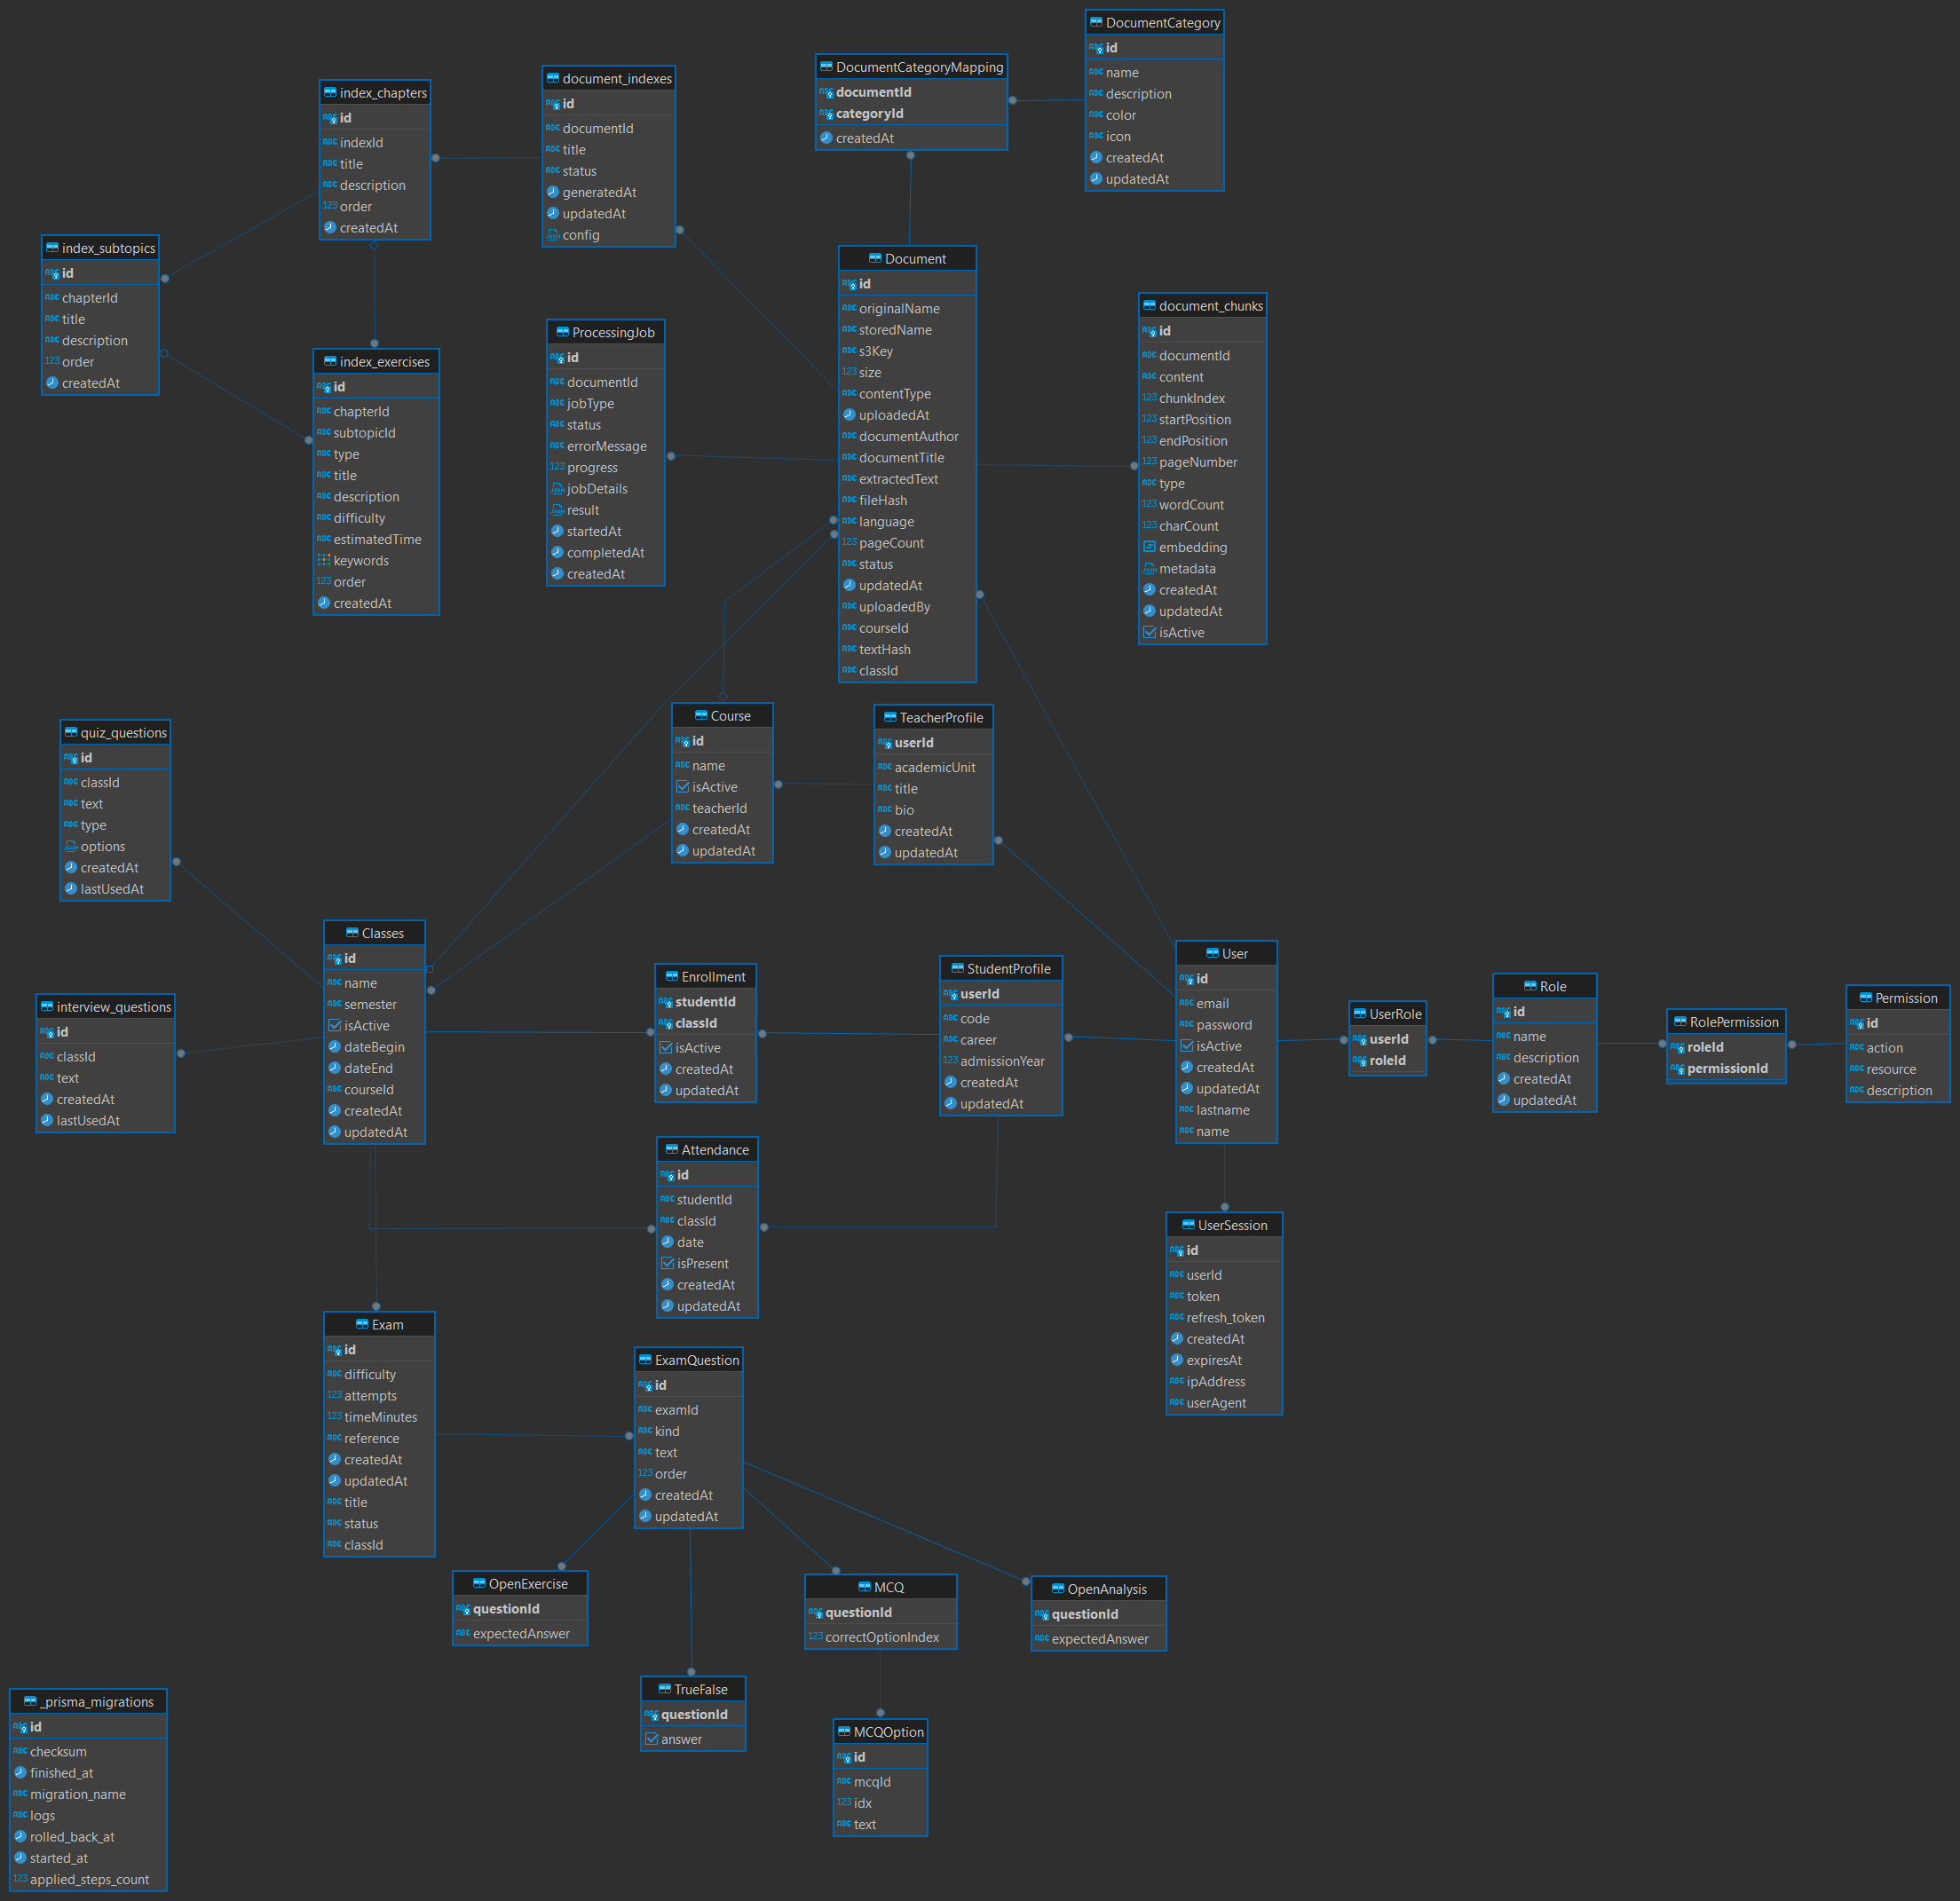 DocumentCategory
id
name
description
color
icon
createdAt
updatedAt
DocumentCategoryMapping
documentId
categoryId
createdAt
document_indexes
id
documentId
title
status
generatedAt
updatedAt
config
index_chapters
id
indexId
title
description
order
createdAt
index_subtopics
id
chapterId
title
description
order
createdAt
index_exercises
id
chapterId
subtopicId
type
title
description
difficulty
estimatedTime
keywords
order
createdAt
ProcessingJob
id
documentId
jobType
status
errorMessage
progress
jobDetails
result
startedAt
completedAt
createdAt
Document
id
originalName
storedName
s3Key
size
contentType
uploadedAt
documentAuthor
documentTitle
extractedText
fileHash
language
pageCount
status
updatedAt
uploadedBy
courseId
textHash
classId
document_chunks
id
documentId
content
chunkIndex
startPosition
endPosition
pageNumber
type
wordCount
charCount
embedding
metadata
createdAt
updatedAt
isActive
Course
id
name
isActive
teacherId
createdAt
updatedAt
TeacherProfile
userId
academicUnit
title
bio
createdAt
updatedAt
quiz_questions
id
classId
text
type
options
createdAt
lastUsedAt
Classes
id
name
semester
isActive
dateBegin
dateEnd
courseId
createdAt
updatedAt
interview_questions
id
classId
text
createdAt
lastUsedAt
Enrollment
studentId
classId
isActive
createdAt
updatedAt
StudentProfile
userId
code
career
admissionYear
createdAt
updatedAt
User
id
email
password
isActive
createdAt
updatedAt
lastname
name
UserRole
userId
roleId
Role
id
name
description
createdAt
updatedAt
RolePermission
roleId
permissionId
Permission
id
action
resource
description
Attendance
id
studentId
classId
date
isPresent
createdAt
updatedAt
UserSession
id
userId
token
refresh_token
createdAt
expiresAt
ipAddress
userAgent
Exam
id
difficulty
attempts
timeMinutes
reference
createdAt
updatedAt
title
status
classId
ExamQuestion
id
examId
kind
text
order
createdAt
updatedAt
OpenExercise
questionId
expectedAnswer
MCQ
questionId
correctOptionIndex
OpenAnalysis
questionId
expectedAnswer
TrueFalse
questionId
answer
MCQOption
id
mcqId
idx
text
_prisma_migrations
id
checksum
finished_at
migration_name
logs
rolled_back_at
started_at
applied_steps_count